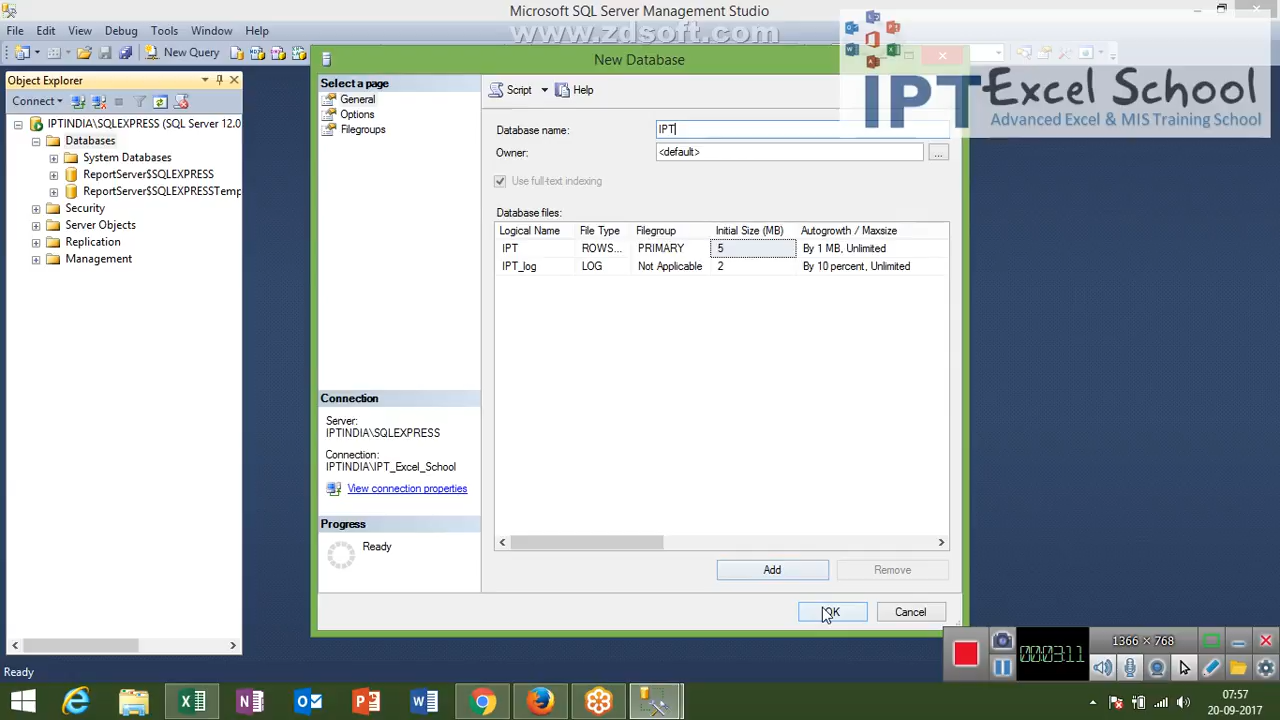 Microsoft SQL Server Management Studio
www.zdsoft.com
File Edit View Debug Tools Window Help
New Query
IPT Excel School
Advanced Excel & MIS Training School
Object Explorer
Connect
IPTINDIA\SQLEXPRESS (SQL Server 12.0
Databases
System Databases
ReportServer$SQLEXPRESS
ReportServer$SQLEXPRESSTemp
Security
Server Objects
Replication
Management
New Database
Select a page
General
Options
Filegroups
Script Help
Database name: IPT
Owner: <default> ...
Use full-text indexing
Database files:
Logical Name File Type Filegroup Initial Size (MB) Autogrowth / Maxsize
IPT ROWS... PRIMARY 5 By 1 MB, Unlimited
IPT_log LOG Not Applicable 2 By 10 percent, Unlimited
Connection
Server:
IPTINDIA\SQLEXPRESS
Connection:
IPTINDIA\IPT_Excel_School
View connection properties
Progress
Ready
Add Remove
OK Cancel
Ready
00:03:11
1366 × 768
07:57
20-09-2017